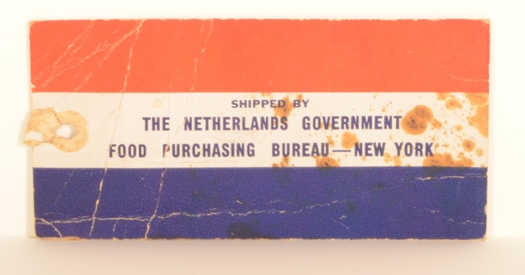 SHIPPED BY
THE NETHERLANDS GOVERNMENT
FOOD PURCHASING BUREAU—NEW YORK